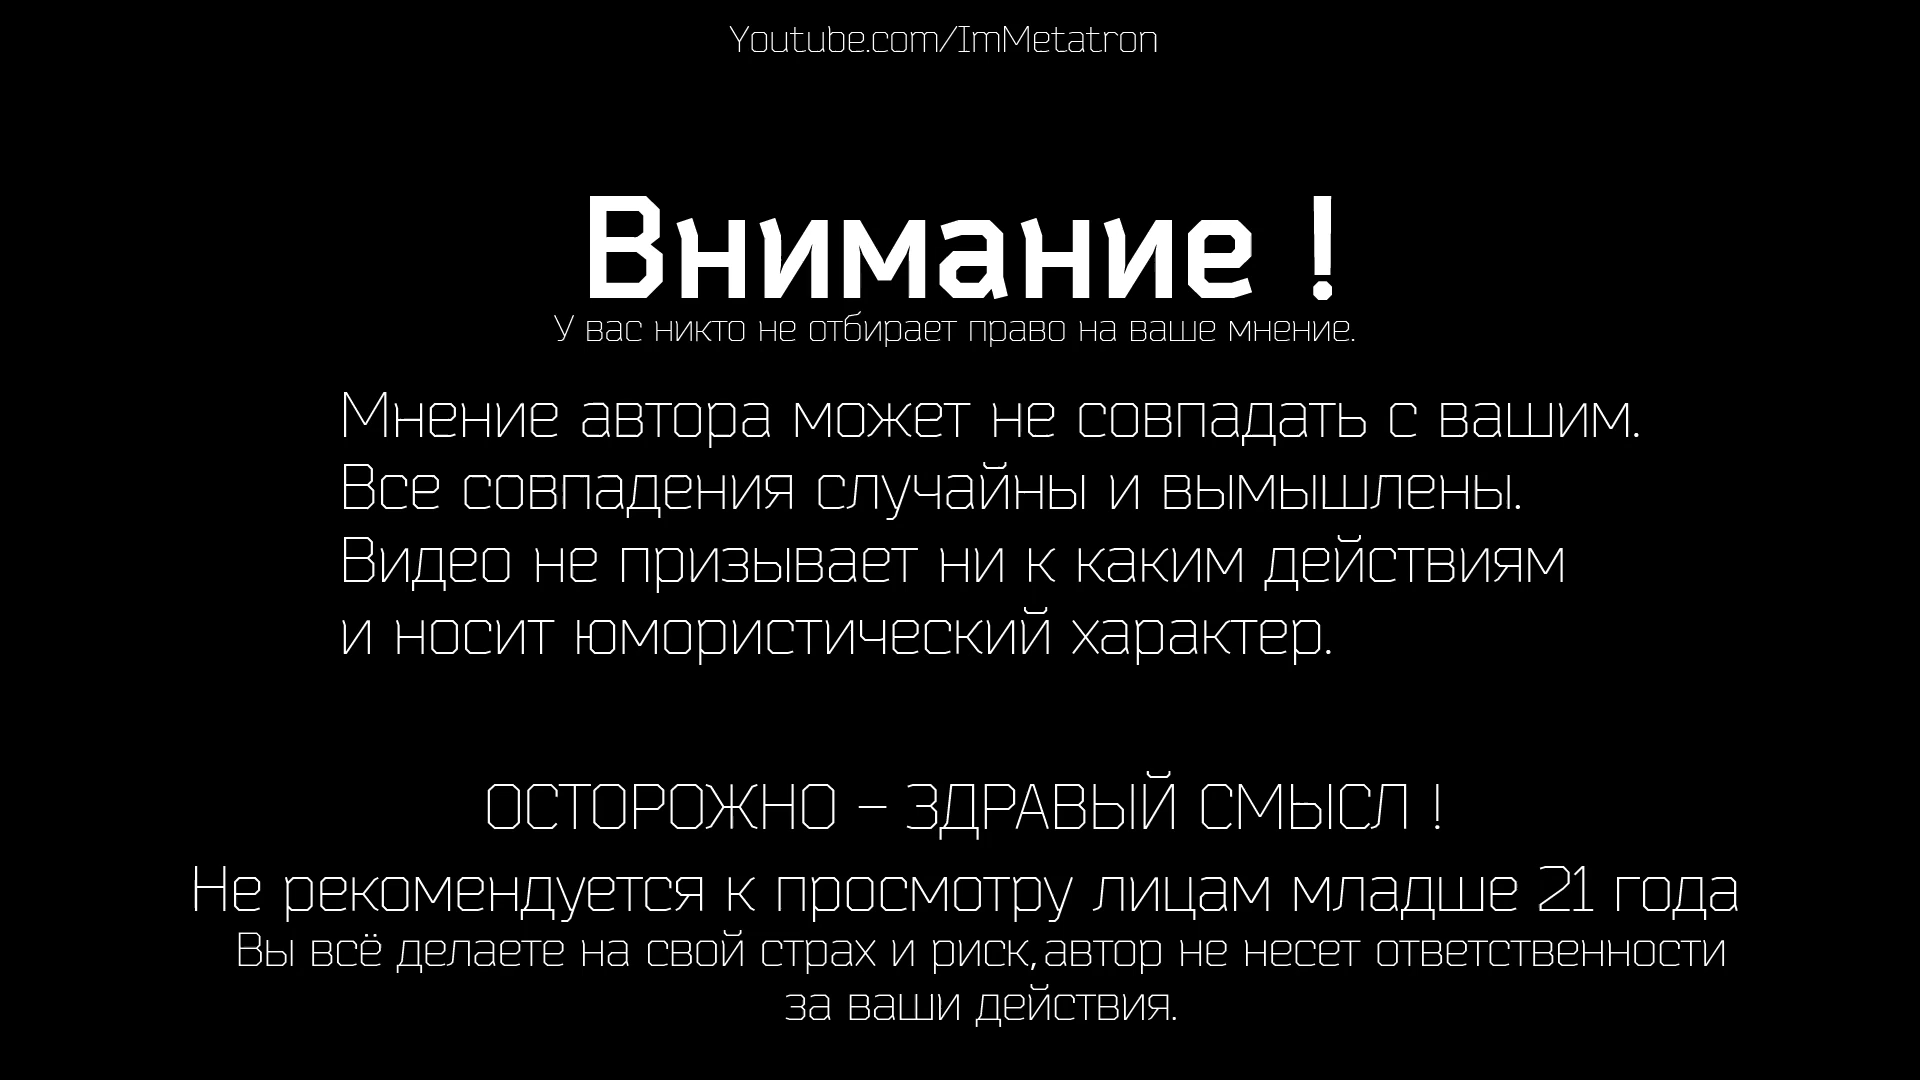 Youtube.com/ImMetatron
Внимание !
У вас никто не отбирает право на ваше мнение.
Мнение автора может не совпадать с вашим.
Все совпадения случайны и вымышлены.
Видео не призывает ни к каким действиям
и носит юмористический характер.
ОСТОРОЖНО - ЗДРАВЫЙ СМЫСЛ !
Не рекомендуется к просмотру лицам младше 21 года
Вы всё делаете на свой страх и риск,автор не несет ответственности
за ваши действия.